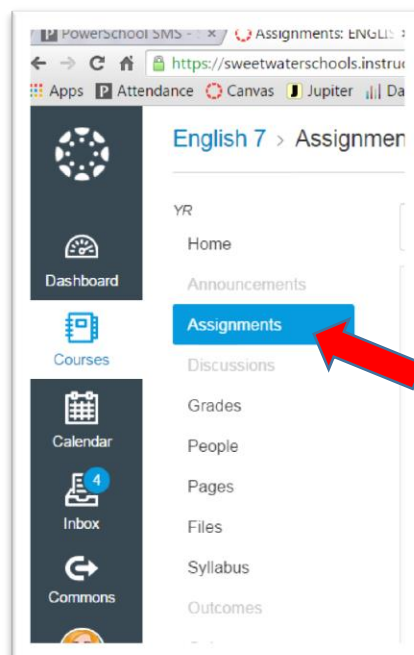 PowerSchool SMS - Assignments: ENGLIS
https://sweetwaterschools.instruc
Apps Attendance Canvas Jupiter Da
English 7 > Assignmen
YR
Home
Announcements
Assignments
Discussions
Grades
People
Pages
Files
Syllabus
Outcomes
Dashboard
Courses
Calendar
4
Inbox
Commons